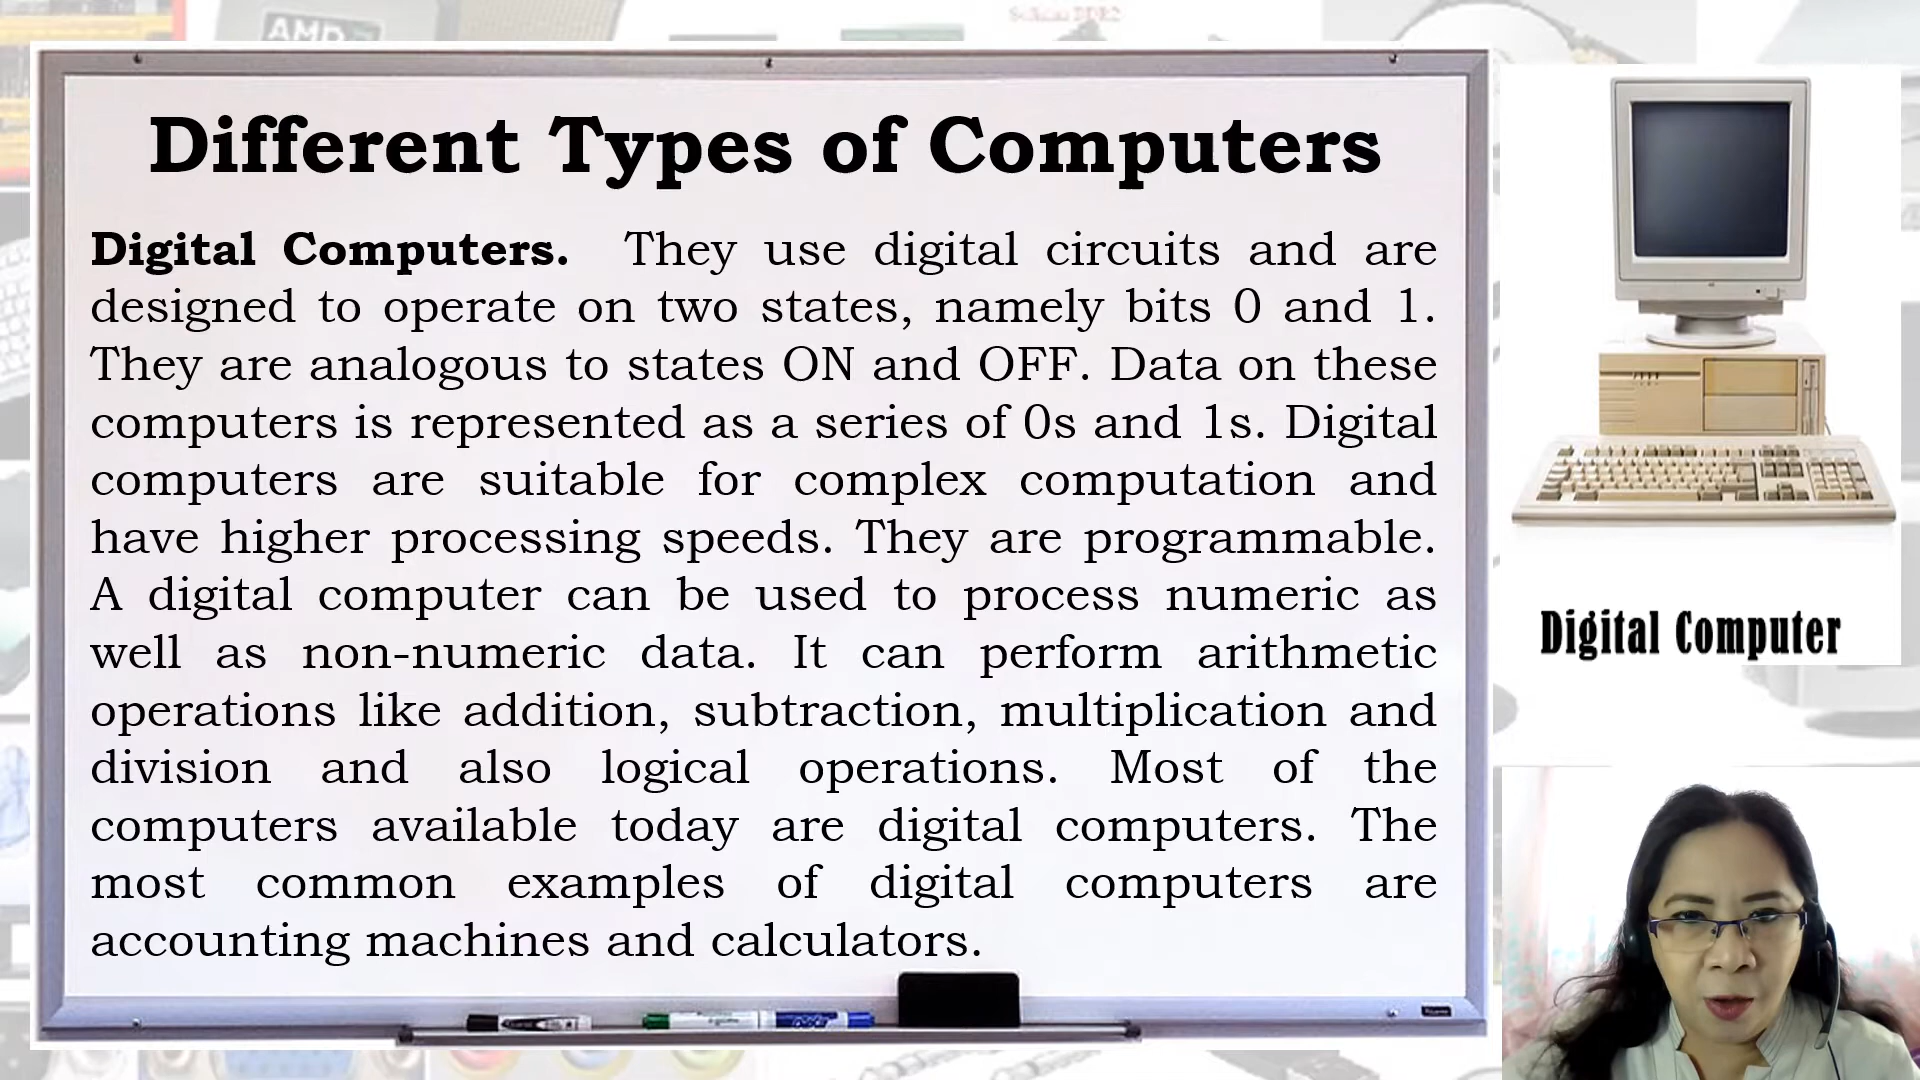 AMD
Different Types of Computers
Digital Computers. They use digital circuits and are
designed to operate on two states, namely bits 0 and 1.
They are analogous to states ON and OFF. Data on these
computers is represented as a series of 0s and 1s. Digital
computers are suitable for complex computation and
have higher processing speeds. They are programmable.
A digital computer can be used to process numeric as
well as non-numeric data. It can perform arithmetic
operations like addition, subtraction, multiplication and
division and also logical operations. Most of the
computers available today are digital computers. The
most common examples of digital computers are
accounting machines and calculators.
Digital Computer